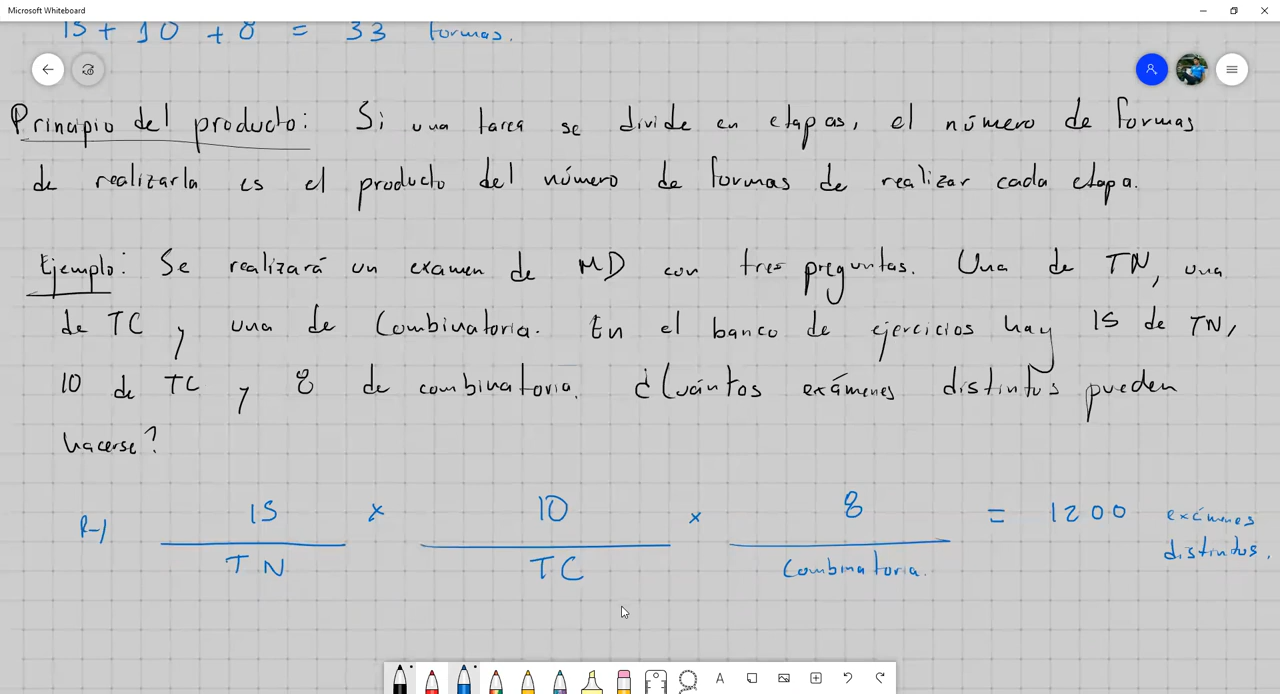 Microsoft Whiteboard
15 + 10 + 8 = 33 formas.
Principio del producto: Si una tarea se divide en etapas, el número de formas
de realizarla es el producto del número de formas de realizar cada etapa.
Ejemplo: Se realizará un examen de MD con tres preguntas. Una de TN, una
de TC y una de Combinatoria. En el banco de ejercicios hay 15 de TN,
10 de TC y 8 de combinatoria. ¿Cuántos exámenes distintos pueden
hacerse?
R-/ 15 x 10 x 8 = 1200 exámenes
TN TC Combinatoria. distintos.
A